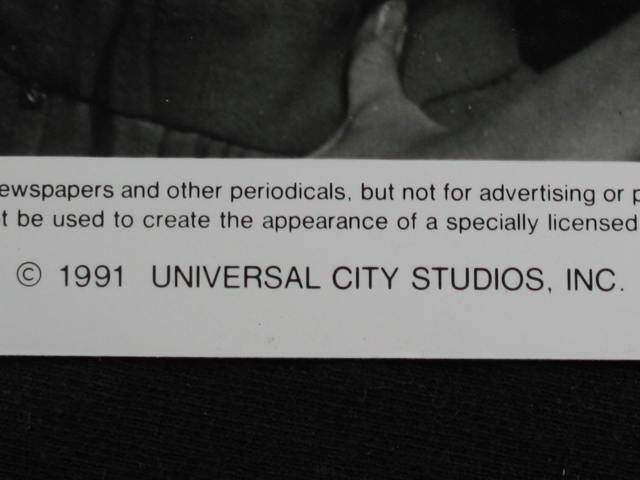 newspapers and other periodicals, but not for advertising or
be used to create the appearance of a specially licensed
© 1991 UNIVERSAL CITY STUDIOS, INC.